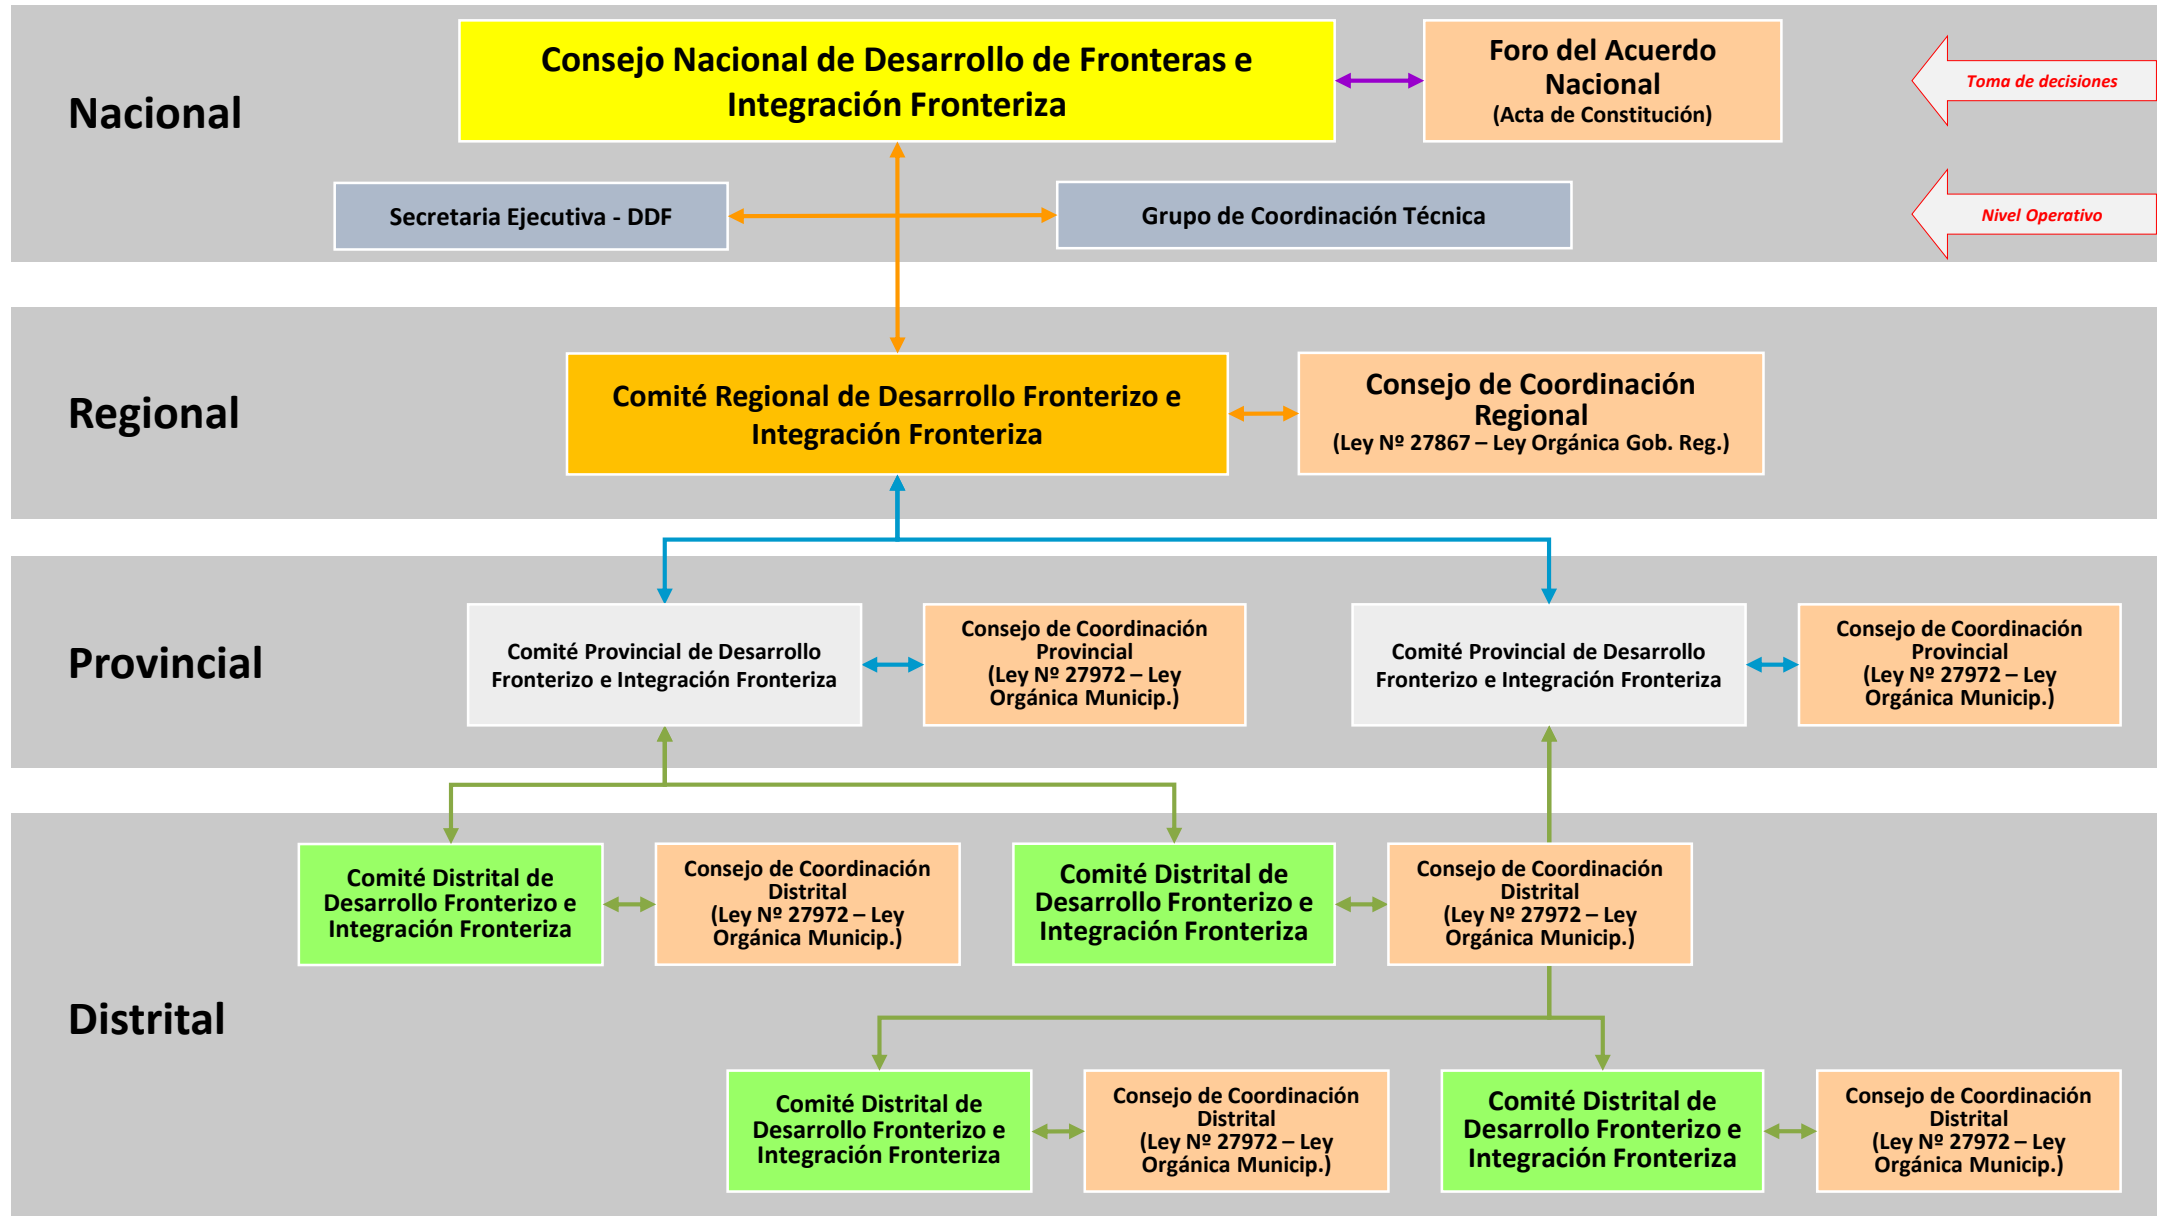 Nacional
Consejo Nacional de Desarrollo de Fronteras e
Integración Fronteriza
Foro del Acuerdo
Nacional
(Acta de Constitución)
Toma de decisiones
Secretaria Ejecutiva - DDF
Grupo de Coordinación Técnica
Nivel Operativo
Regional
Comité Regional de Desarrollo Fronterizo e
Integración Fronteriza
Consejo de Coordinación
Regional
(Ley Nº 27867 – Ley Orgánica Gob. Reg.)
Provincial
Comité Provincial de Desarrollo
Fronterizo e Integración Fronteriza
Consejo de Coordinación
Provincial
(Ley Nº 27972 – Ley
Orgánica Municip.)
Comité Provincial de Desarrollo
Fronterizo e Integración Fronteriza
Consejo de Coordinación
Provincial
(Ley Nº 27972 – Ley
Orgánica Municip.)
Distrital
Comité Distrital de
Desarrollo Fronterizo e
Integración Fronteriza
Consejo de Coordinación
Distrital
(Ley Nº 27972 – Ley
Orgánica Municip.)
Comité Distrital de
Desarrollo Fronterizo e
Integración Fronteriza
Consejo de Coordinación
Distrital
(Ley Nº 27972 – Ley
Orgánica Municip.)
Comité Distrital de
Desarrollo Fronterizo e
Integración Fronteriza
Consejo de Coordinación
Distrital
(Ley Nº 27972 – Ley
Orgánica Municip.)
Comité Distrital de
Desarrollo Fronterizo e
Integración Fronteriza
Consejo de Coordinación
Distrital
(Ley Nº 27972 – Ley
Orgánica Municip.)